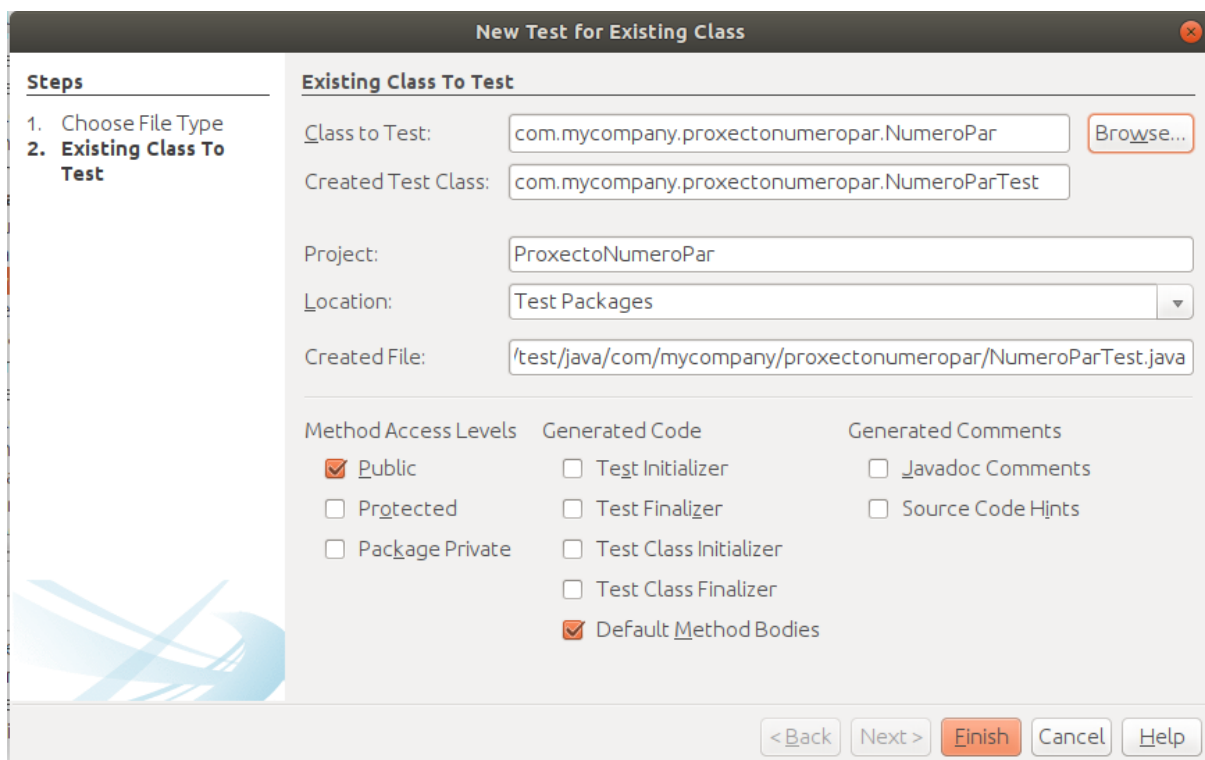 New Test for Existing Class
Steps
1. Choose File Type
2. Existing Class To
Test
Existing Class To Test
Class to Test: com.mycompany.proxectonumeropar.NumeroPar Browse...
Created Test Class: com.mycompany.proxectonumeropar.NumeroParTest
Project: ProxectoNumeroPar
Location: Test Packages
Created File: /test/java/com/mycompany/proxectonumeropar/NumeroParTest.java
Method Access Levels Generated Code Generated Comments
Public Test Initializer Javadoc Comments
Protected Test Finalizer Source Code Hints
Package Private Test Class Initializer
Test Class Finalizer
Default Method Bodies
< Back Next > Finish Cancel Help